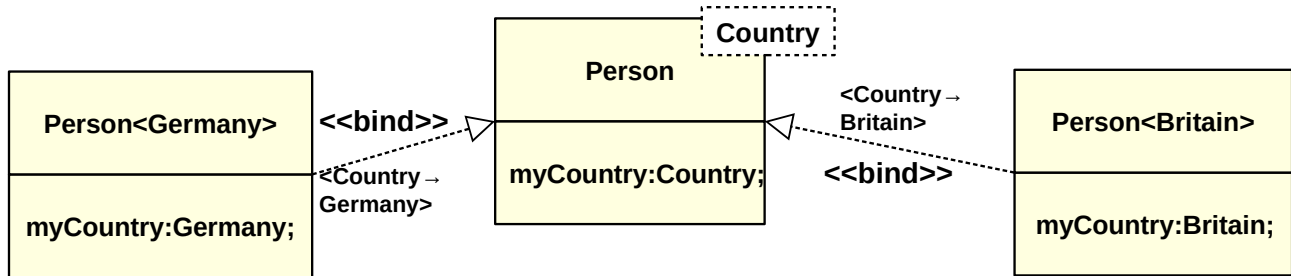 Country
Person
myCountry:Country;
Person<Germany>
myCountry:Germany;
<<bind>>
<Country→
Germany>
<Country→
Britain>
<<bind>>
Person<Britain>
myCountry:Britain;